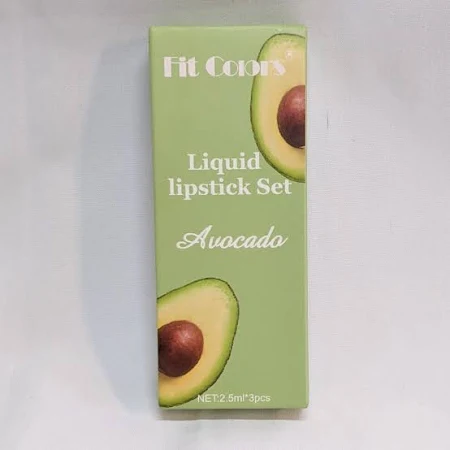 Fit Colors
Liquid
lipstick Set
Avocado
NET:2.5ml*3pcs